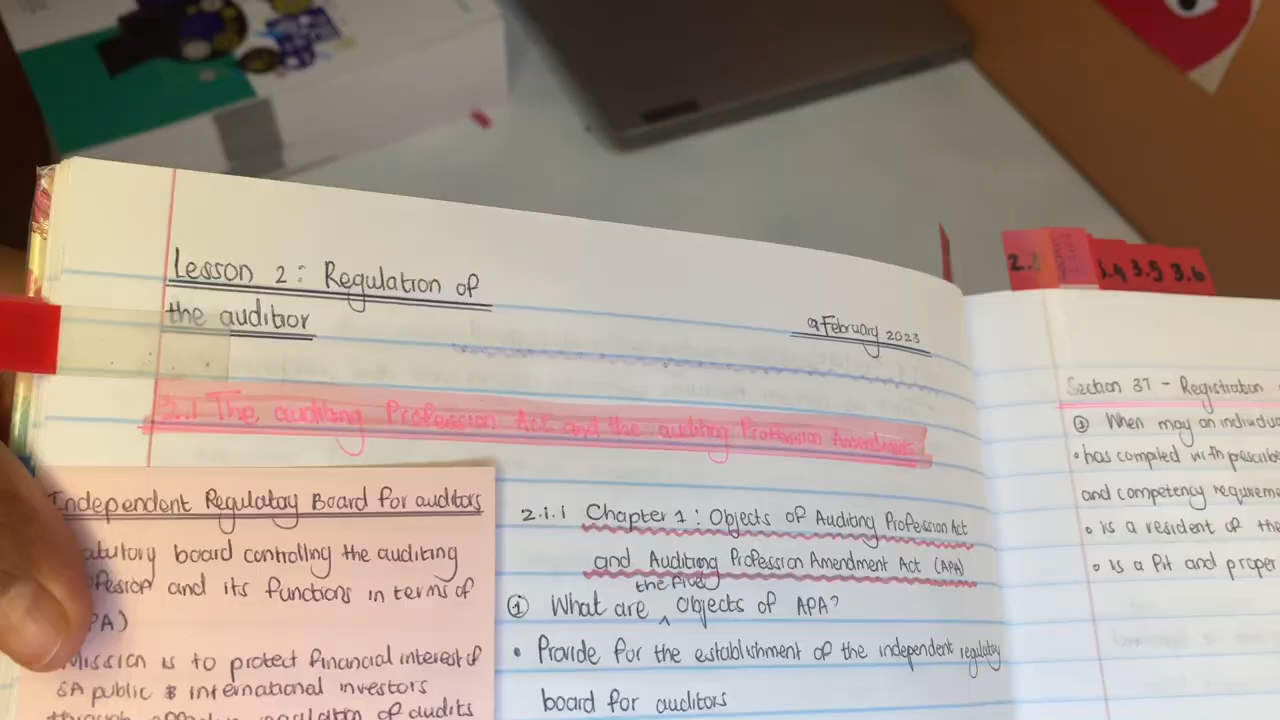 Lesson 2: Regulation of
the auditor
9 February 2023
2.1 The auditing Profession Act and the auditing Profession Amendment
Independent Regulatory Board for auditors
board controlling the auditing
and its functions in terms of
Mission is to protect financial interest of
SA public & international investors
of audits
2.1.1 Chapter 1: Objects of Auditing Profession Act
and Auditing Profession Amendment Act (APA)
the five
① What are ^ Objects of APA?
• Provide for the establishment of the independent regulatory
board for auditors
2.
3.4 3.5 3.6
Section 37 - Registration
① When may an
• has complied with
and competency
• is a resident of the
• is a fit and proper